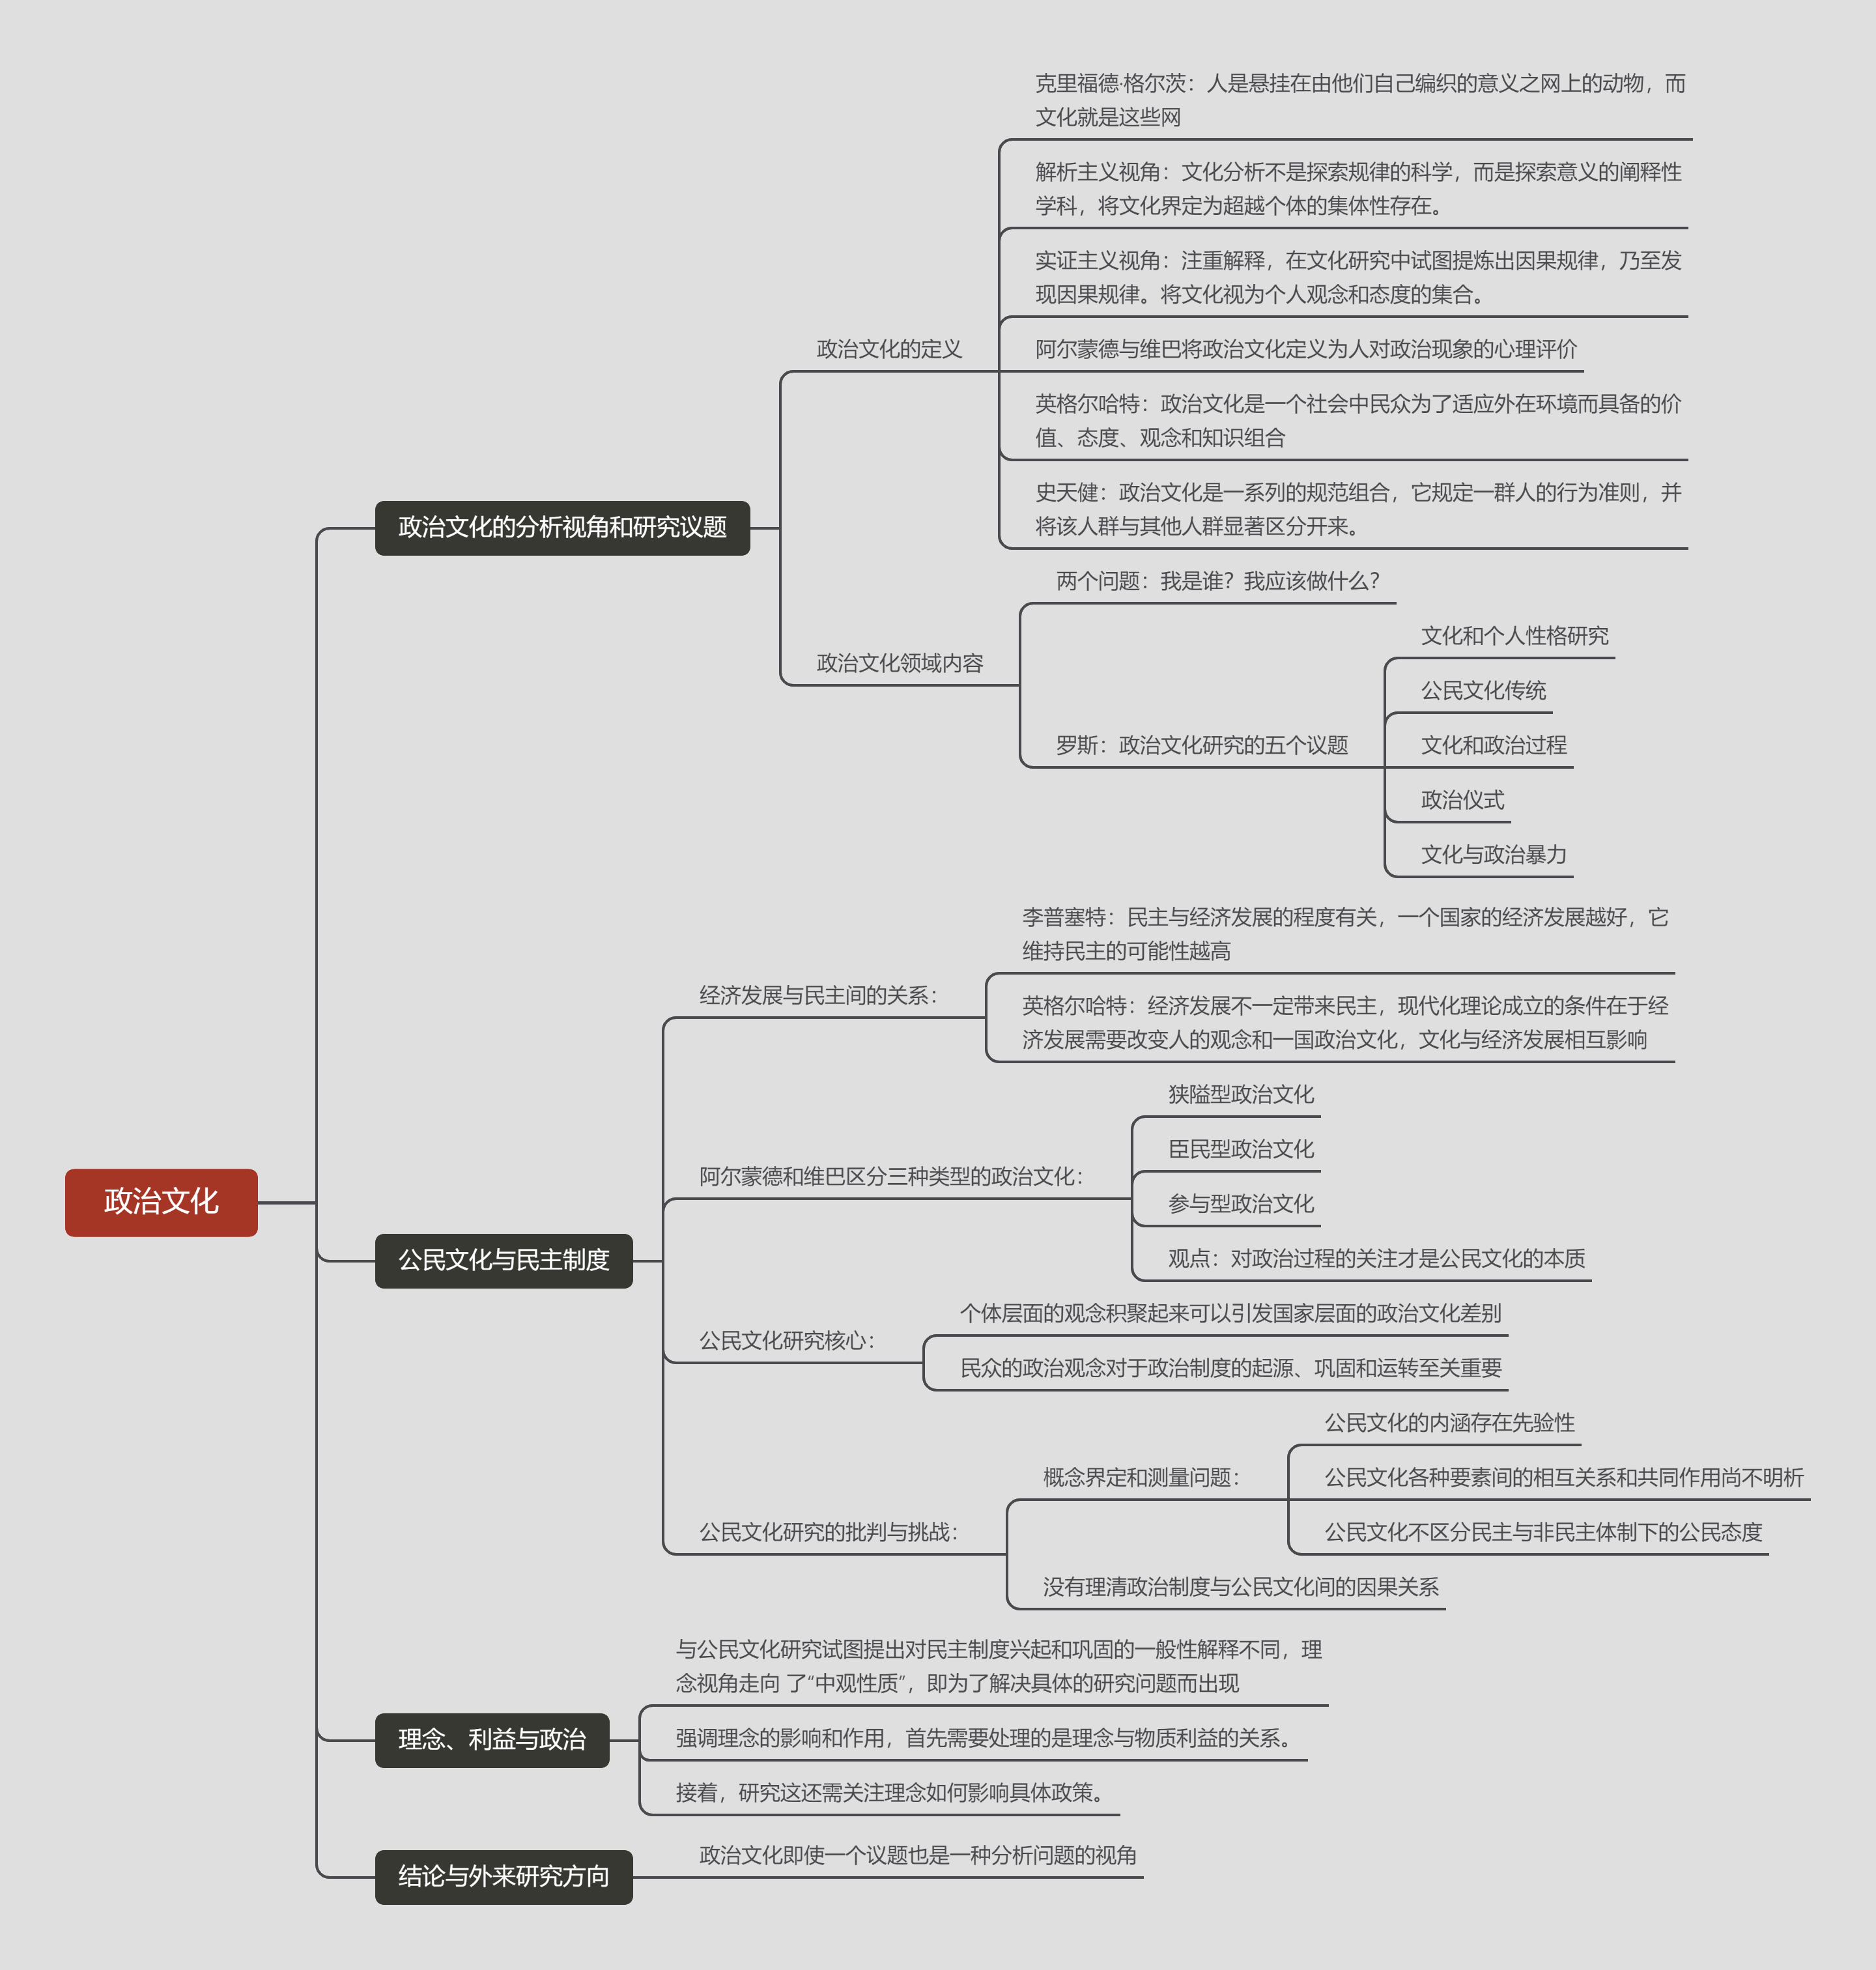 政治文化
政治文化的分析视角和研究议题
政治文化的定义
克里福德·格尔茨：人是悬挂在由他们自己编织的意义之网上的动物，而
文化就是这些网
解析主义视角：文化分析不是探索规律的科学，而是探索意义的阐释性
学科，将文化界定为超越个体的集体性存在。
实证主义视角：注重解释，在文化研究中试图提炼出因果规律，乃至发
现因果规律。将文化视为个人观念和态度的集合。
阿尔蒙德与维巴将政治文化定义为人对政治现象的心理评价
英格尔哈特：政治文化是一个社会中民众为了适应外在环境而具备的价
值、态度、观念和知识组合
史天健：政治文化是一系列的规范组合，它规定一群人的行为准则，并
将该人群与其他人群显著区分开来。
政治文化领域内容
两个问题：我是谁？我应该做什么？
罗斯：政治文化研究的五个议题
文化和个人性格研究
公民文化传统
文化和政治过程
政治仪式
文化与政治暴力
公民文化与民主制度
经济发展与民主间的关系：
李普塞特：民主与经济发展的程度有关，一个国家的经济发展越好，它
维持民主的可能性越高
英格尔哈特：经济发展不一定带来民主，现代化理论成立的条件在于经
济发展需要改变人的观念和一国政治文化，文化与经济发展相互影响
阿尔蒙德和维巴区分三种类型的政治文化：
狭隘型政治文化
臣民型政治文化
参与型政治文化
观点：对政治过程的关注才是公民文化的本质
公民文化研究核心：
个体层面的观念积聚起来可以引发国家层面的政治文化差别
民众的政治观念对于政治制度的起源、巩固和运转至关重要
公民文化研究的批判与挑战：
概念界定和测量问题：
公民文化的内涵存在先验性
公民文化各种要素间的相互关系和共同作用尚不明析
公民文化不区分民主与非民主体制下的公民态度
没有理清政治制度与公民文化间的因果关系
理念、利益与政治
与公民文化研究试图提出对民主制度兴起和巩固的一般性解释不同，理
念视角走向 了“中观性质”，即为了解决具体的研究问题而出现
强调理念的影响和作用，首先需要处理的是理念与物质利益的关系。
接着，研究这还需关注理念如何影响具体政策。
结论与外来研究方向
政治文化即使一个议题也是一种分析问题的视角